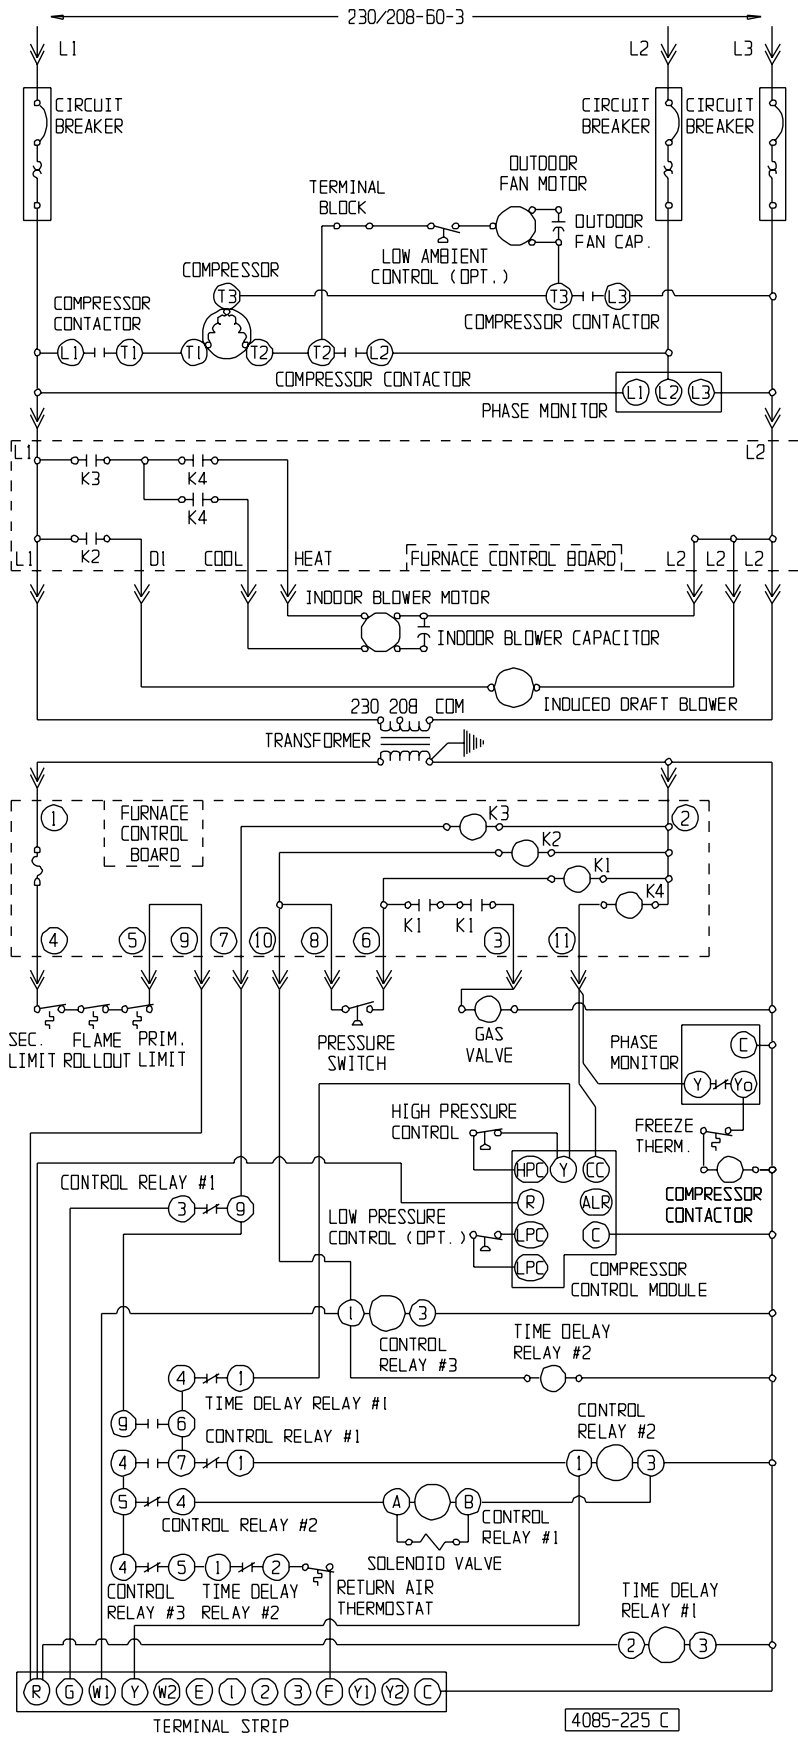 230/208-60-3
L1
L2
L3
CIRCUIT
BREAKER
CIRCUIT
BREAKER
CIRCUIT
BREAKER
OUTDOOR
FAN MOTOR
TERMINAL
BLOCK
OUTDOOR
FAN CAP.
LOW AMBIENT
CONTROL (OPT.)
COMPRESSOR
T3
T3
L3
COMPRESSOR
CONTACTOR
COMPRESSOR CONTACTOR
L1
T1
T1
T2
T2
L2
COMPRESSOR CONTACTOR
L1
L2
L3
PHASE MONITOR
L1
L2
K3
K4
K4
K2
L1
D1
COOL
HEAT
FURNACE CONTROL BOARD
L2
L2
L2
INDOOR BLOWER MOTOR
INDOOR BLOWER CAPACITOR
INDUCED DRAFT BLOWER
230 208 COM
TRANSFORMER
1
FURNACE
CONTROL
BOARD
K3
2
K2
K1
K4
K1
K1
4
5
9
7
10
8
6
3
11
SEC.
LIMIT
FLAME
ROLLOUT
PRIM.
LIMIT
PRESSURE
SWITCH
GAS
VALVE
PHASE
MONITOR
C
Y
Yo
HIGH PRESSURE
CONTROL
FREEZE
THERM.
HPC
Y
CC
CONTROL RELAY #1
R
ALR
COMPRESSOR
CONTACTOR
3
9
LOW PRESSURE
CONTROL (OPT.)
LPC
C
LPC
COMPRESSOR
CONTROL MODULE
1
3
CONTROL
RELAY #3
TIME DELAY
RELAY #2
4
1
TIME DELAY RELAY #1
9
6
CONTROL RELAY #1
CONTROL
RELAY #2
4
7
1
1
3
5
4
A
B
CONTROL RELAY #2
CONTROL
RELAY #1
SOLENOID VALVE
4
5
1
2
CONTROL
RELAY #3
TIME DELAY
RELAY #2
RETURN AIR
THERMOSTAT
TIME DELAY
RELAY #1
2
3
R
G
W1
Y
W2
E
1
2
3
F
Y1
Y2
C
TERMINAL STRIP
4085-225 C